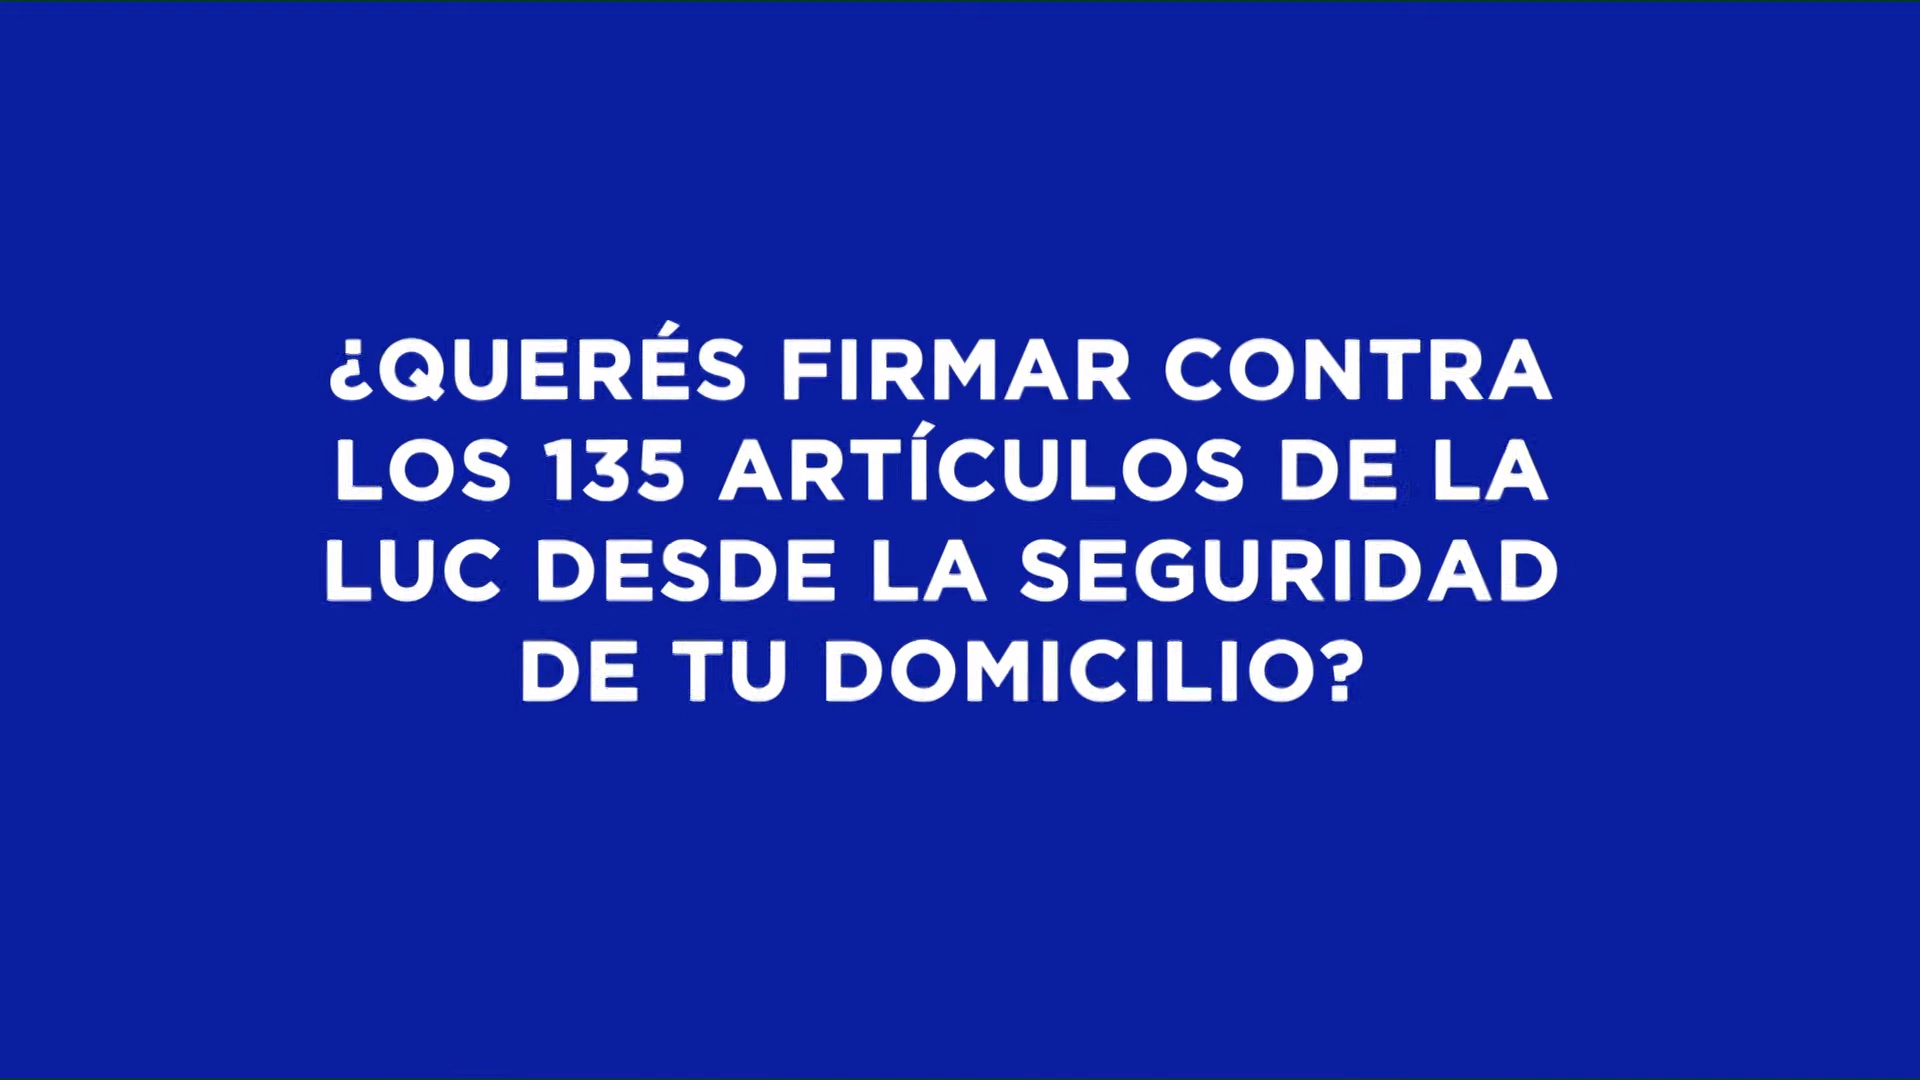 ¿QUERÉS FIRMAR CONTRA
LOS 135 ARTÍCULOS DE LA
LUC DESDE LA SEGURIDAD
DE TU DOMICILIO?